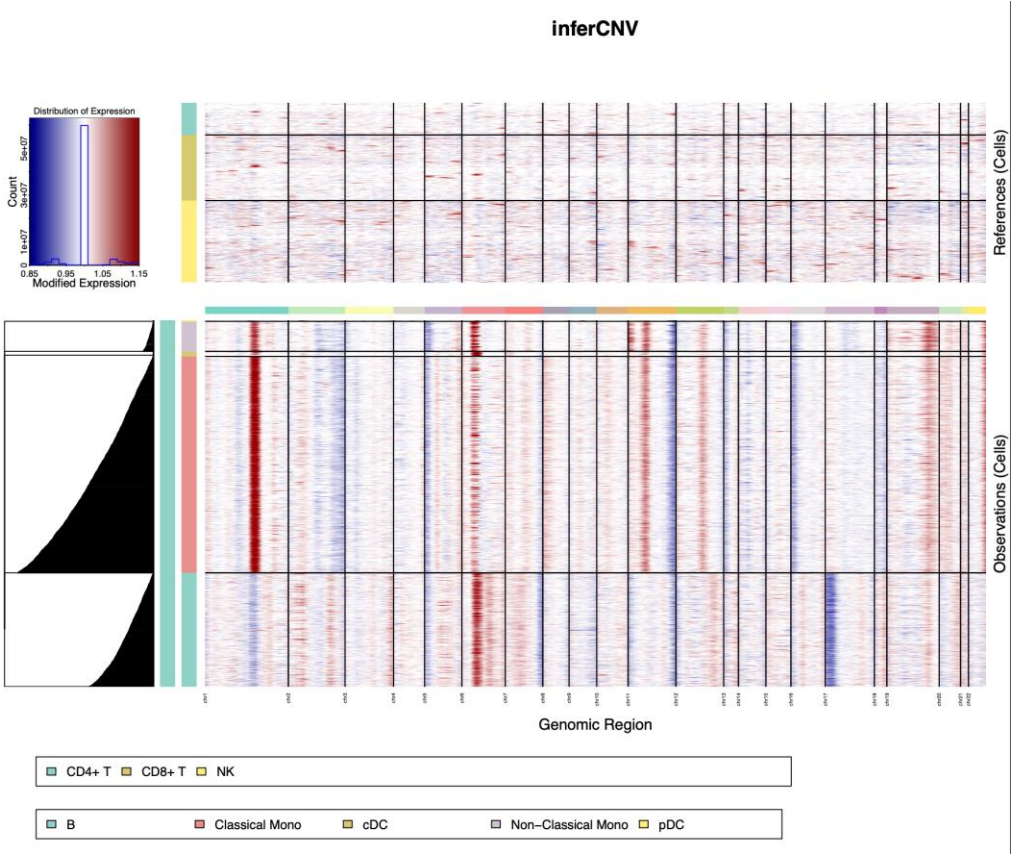 inferCNV
Distribution of Expression
Count
0 1e+07 3e+07 5e+07
0.85 0.95 1.05 1.15
Modified Expression
References (Cells)
Observations (Cells)
chr1 chr2 chr3 chr4 chr5 chr6 chr7 chr8 chr9 chr10 chr11 chr12 chr13 chr14 chr15 chr16 chr17 chr18 chr19 chr20 chr21 chr22
Genomic Region
CD4+ T CD8+ T NK
B Classical Mono cDC Non-Classical Mono pDC